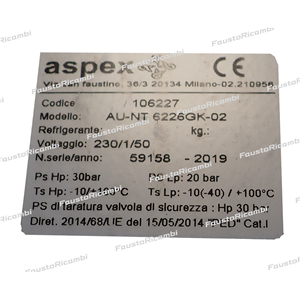 aspex CE
Via san faustino, 36/3 20134 Milano-02.210956
Codice : 106227
Modello: AU-NT 6226GK-02
Refrigerante: kg.:
Voltaggio: 230/1/50
N.serie/anno: 59158 - 2019
Ps Hp: 30bar Ps Lp: 20 bar
Ts Hp: -10/+100°C Ts Lp: -10(-40) / +100°C
PS di taratura valvola di sicurezza : Hp 30 bar
Diret. 2014/68/UE del 15/05/2014 "PED" Cat.I
FaustoRicambi